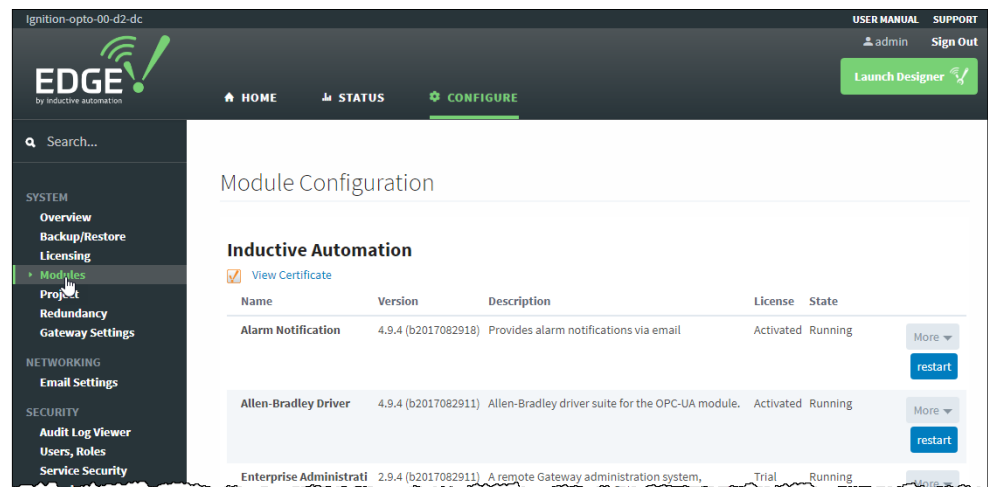 Ignition-opto-00-d2-dc
USER MANUAL SUPPORT
admin Sign Out
EDGE!
by inductive automation
Launch Designer
HOME STATUS CONFIGURE
Search...
SYSTEM
Overview
Backup/Restore
Licensing
Modules
Project
Redundancy
Gateway Settings
NETWORKING
Email Settings
SECURITY
Audit Log Viewer
Users, Roles
Service Security
Module Configuration
Inductive Automation
View Certificate
Name Version Description License State
Alarm Notification 4.9.4 (b2017082918) Provides alarm notifications via email Activated Running
More
restart
Allen-Bradley Driver 4.9.4 (b2017082911) Allen-Bradley driver suite for the OPC-UA module. Activated Running
More
restart
Enterprise Administrati 2.9.4 (b2017082911) A remote Gateway administration system, Trial Running
More